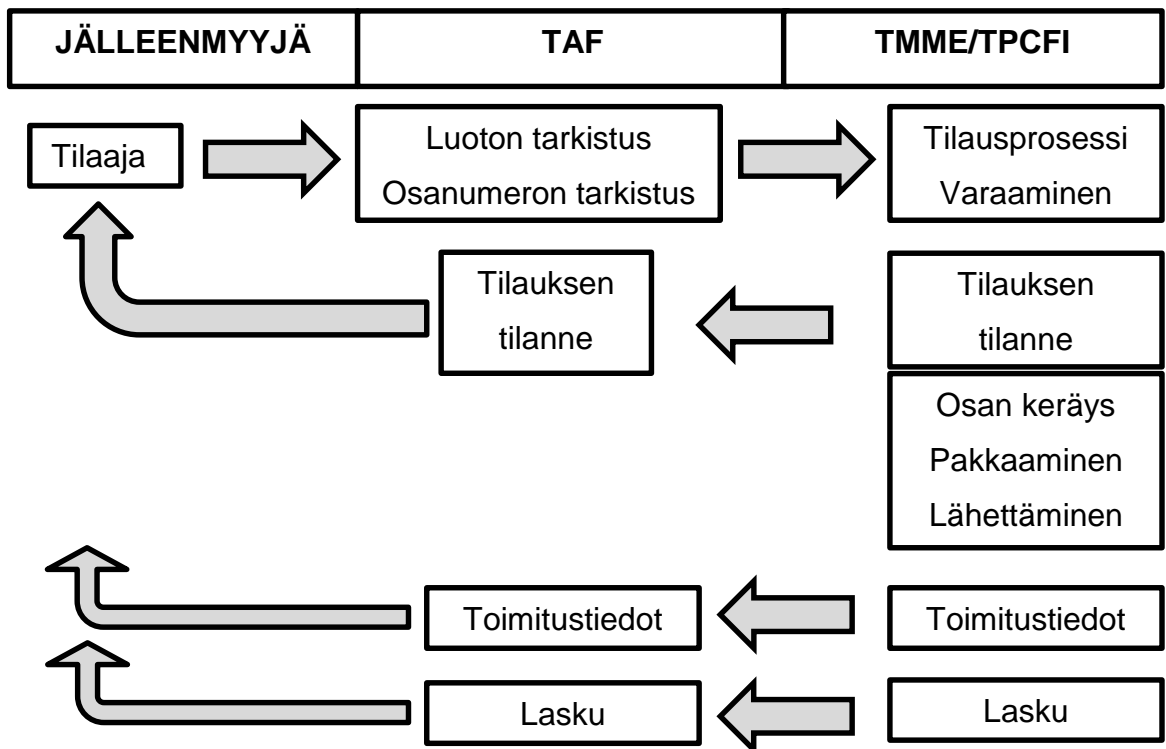 JÄLLEENMYYJÄ
TAF
TMME/TPCFI
Tilaaja
Luoton tarkistus
Osanumeron tarkistus
Tilausprosessi
Varaaminen
Tilauksen
tilanne
Tilauksen
tilanne
Osan keräys
Pakkaaminen
Lähettäminen
Toimitustiedot
Toimitustiedot
Lasku
Lasku